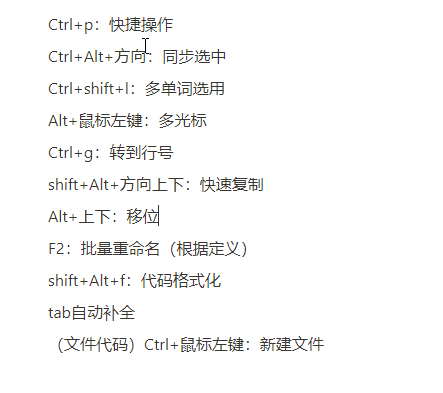 Ctrl+p：快捷操作
Ctrl+Alt+方向：同步选中
Ctrl+shift+l：多单词选用
Alt+鼠标左键：多光标
Ctrl+g：转到行号
shift+Alt+方向上下：快速复制
Alt+上下：移位
F2：批量重命名（根据定义）
shift+Alt+f：代码格式化
tab自动补全
（文件代码）Ctrl+鼠标左键：新建文件